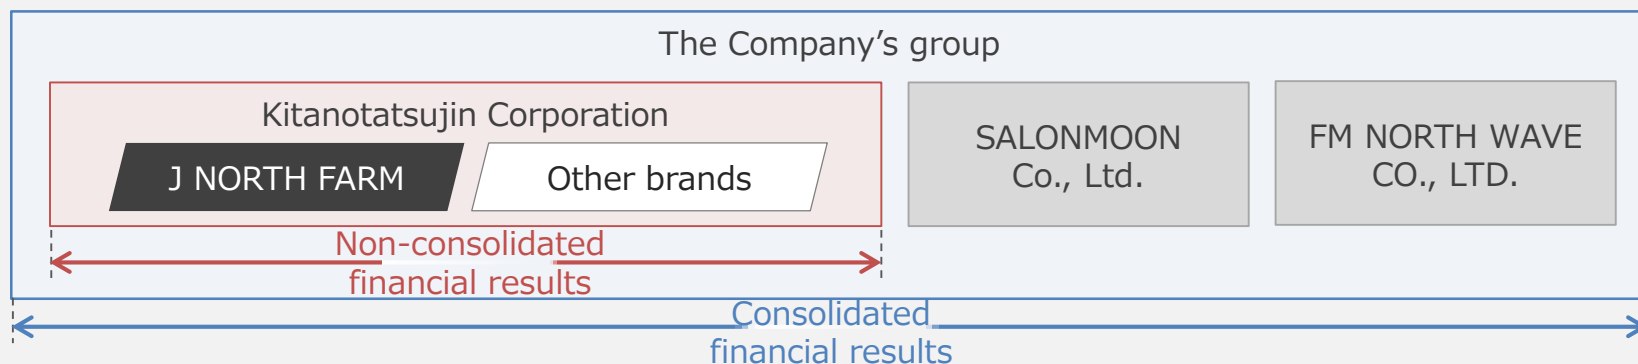 The Company’s group
Kitanotatsujin Corporation
J NORTH FARM
Other brands
SALONMOON
Co., Ltd.
FM NORTH WAVE
CO., LTD.
Non-consolidated
financial results
Consolidated
financial results